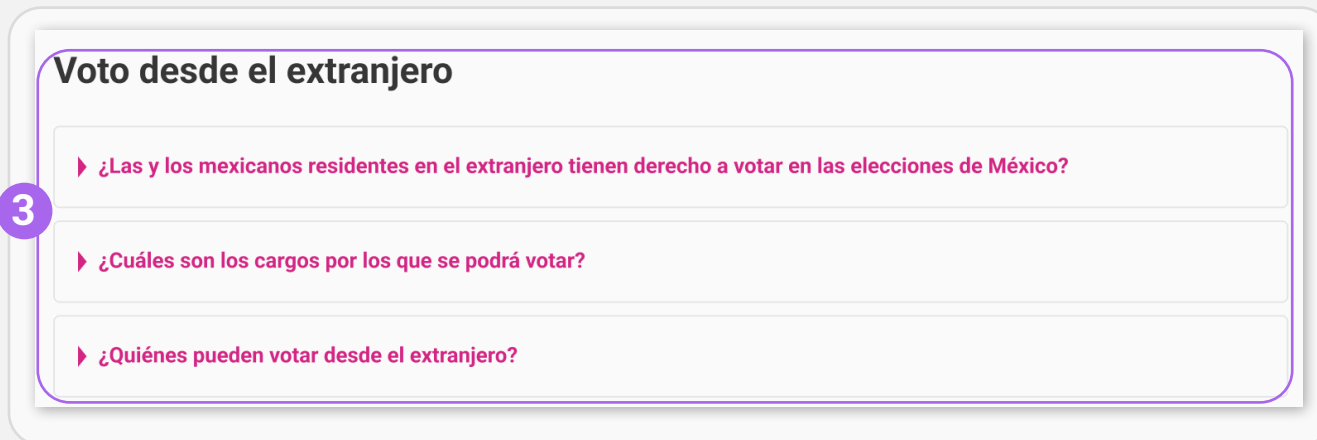 Voto desde el extranjero
¿Las y los mexicanos residentes en el extranjero tienen derecho a votar en las elecciones de México?
3
¿Cuáles son los cargos por los que se podrá votar?
¿Quiénes pueden votar desde el extranjero?